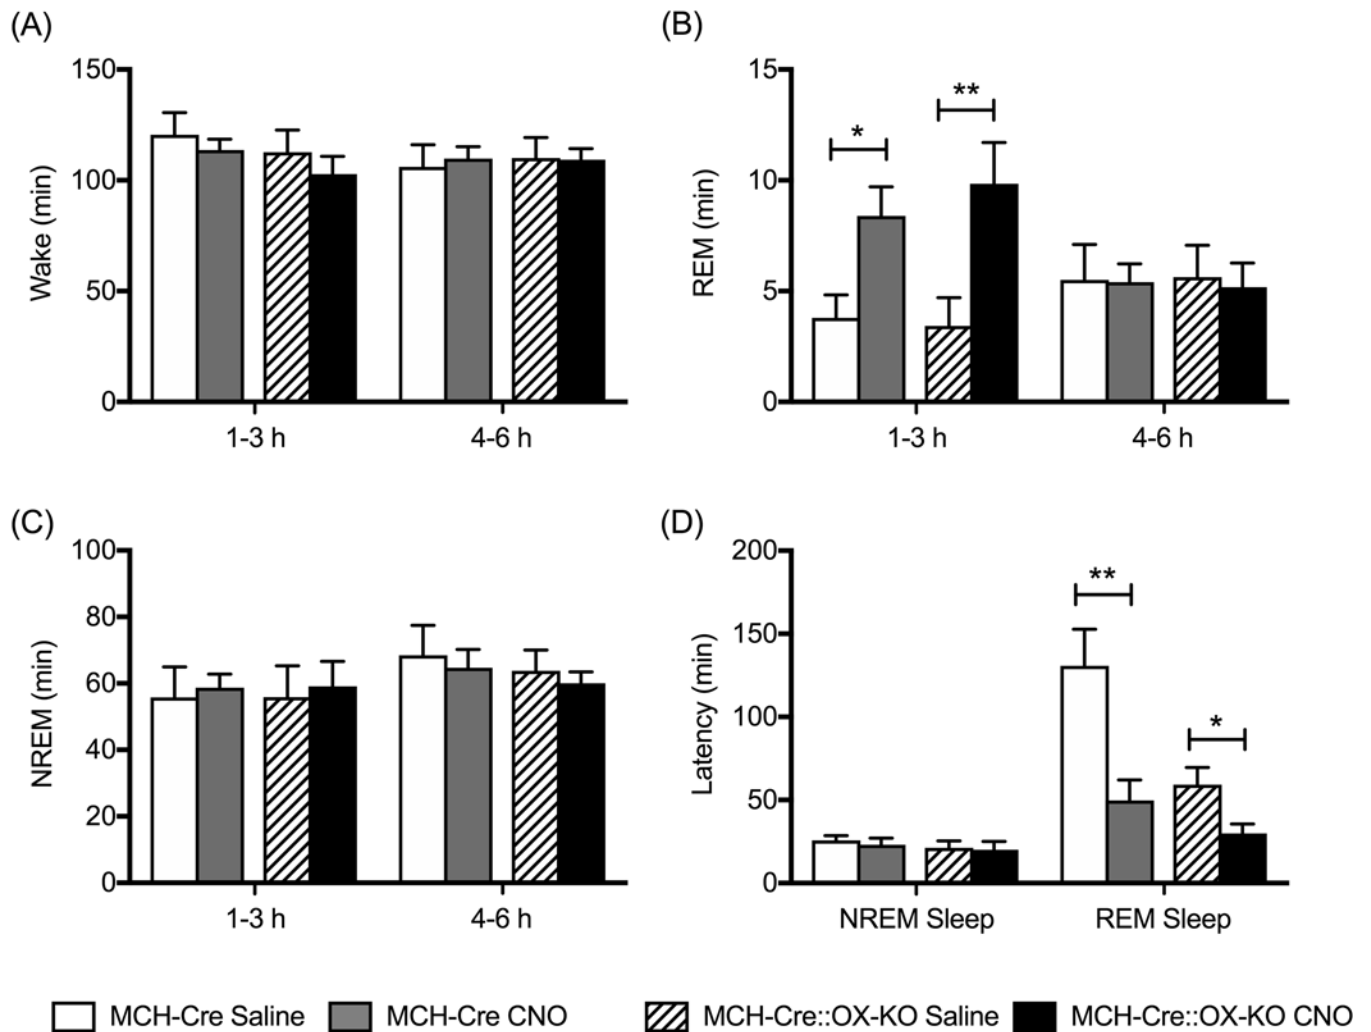 (A)
Wake (min)
150
100
50
0
1-3 h
4-6 h
(B)
REM (min)
15
10
5
0
*
**
1-3 h
4-6 h
(C)
NREM (min)
100
80
60
40
20
0
1-3 h
4-6 h
(D)
Latency (min)
200
150
100
50
0
**
*
NREM Sleep
REM Sleep
MCH-Cre Saline
MCH-Cre CNO
MCH-Cre::OX-KO Saline
MCH-Cre::OX-KO CNO